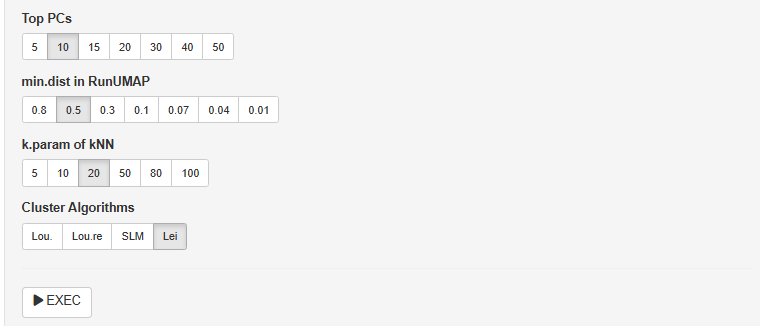 Top PCs
5 10 15 20 30 40 50
min.dist in RunUMAP
0.8 0.5 0.3 0.1 0.07 0.04 0.01
k.param of kNN
5 10 20 50 80 100
Cluster Algorithms
Lou. Lou.re SLM Lei
EXEC